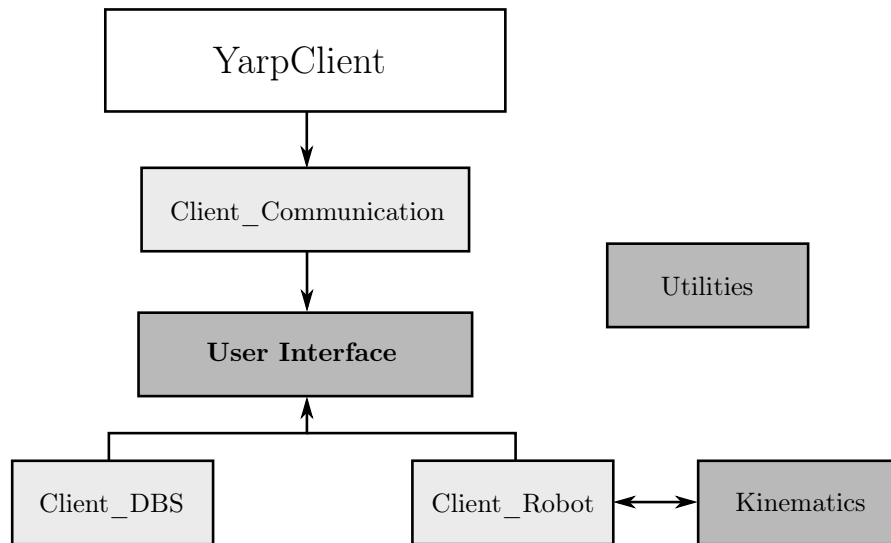 YarpClient
Client_Communication
Utilities
User Interface
Client_DBS
Client_Robot
Kinematics